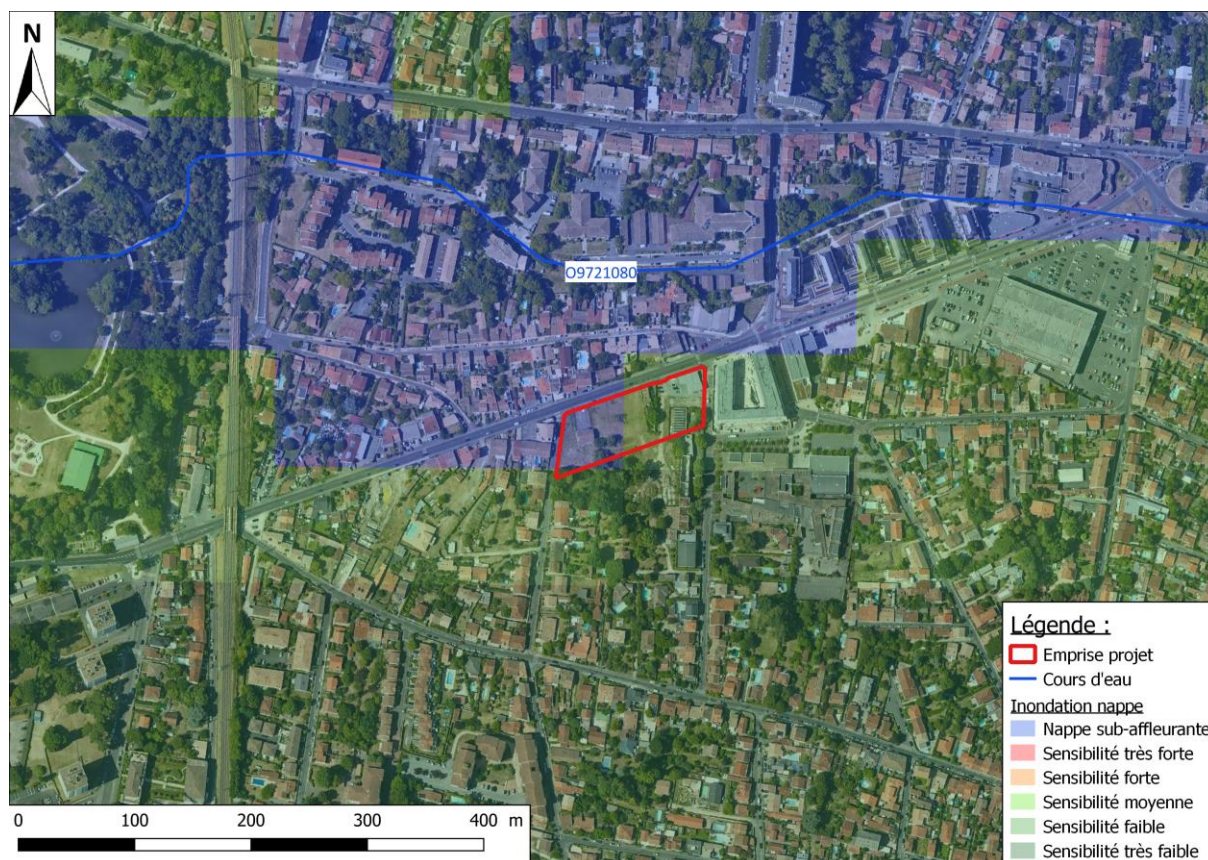 N
O9721080
Légende :
Emprise projet
Cours d'eau
Inondation nappe
Nappe sub-affleurante
Sensibilité très forte
Sensibilité forte
Sensibilité moyenne
Sensibilité faible
Sensibilité très faible
0 100 200 300 400 m